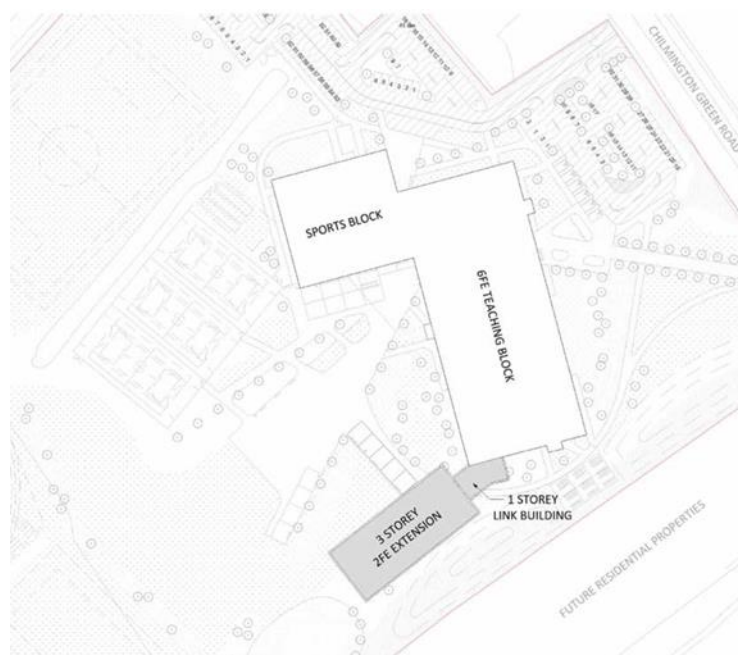 CHILMINGTON GREEN ROAD
SPORTS BLOCK
6FE TEACHING BLOCK
1 STOREY
LINK BUILDING
3 STOREY
2FE EXTENSION
FUTURE RESIDENTIAL PROPERTIES